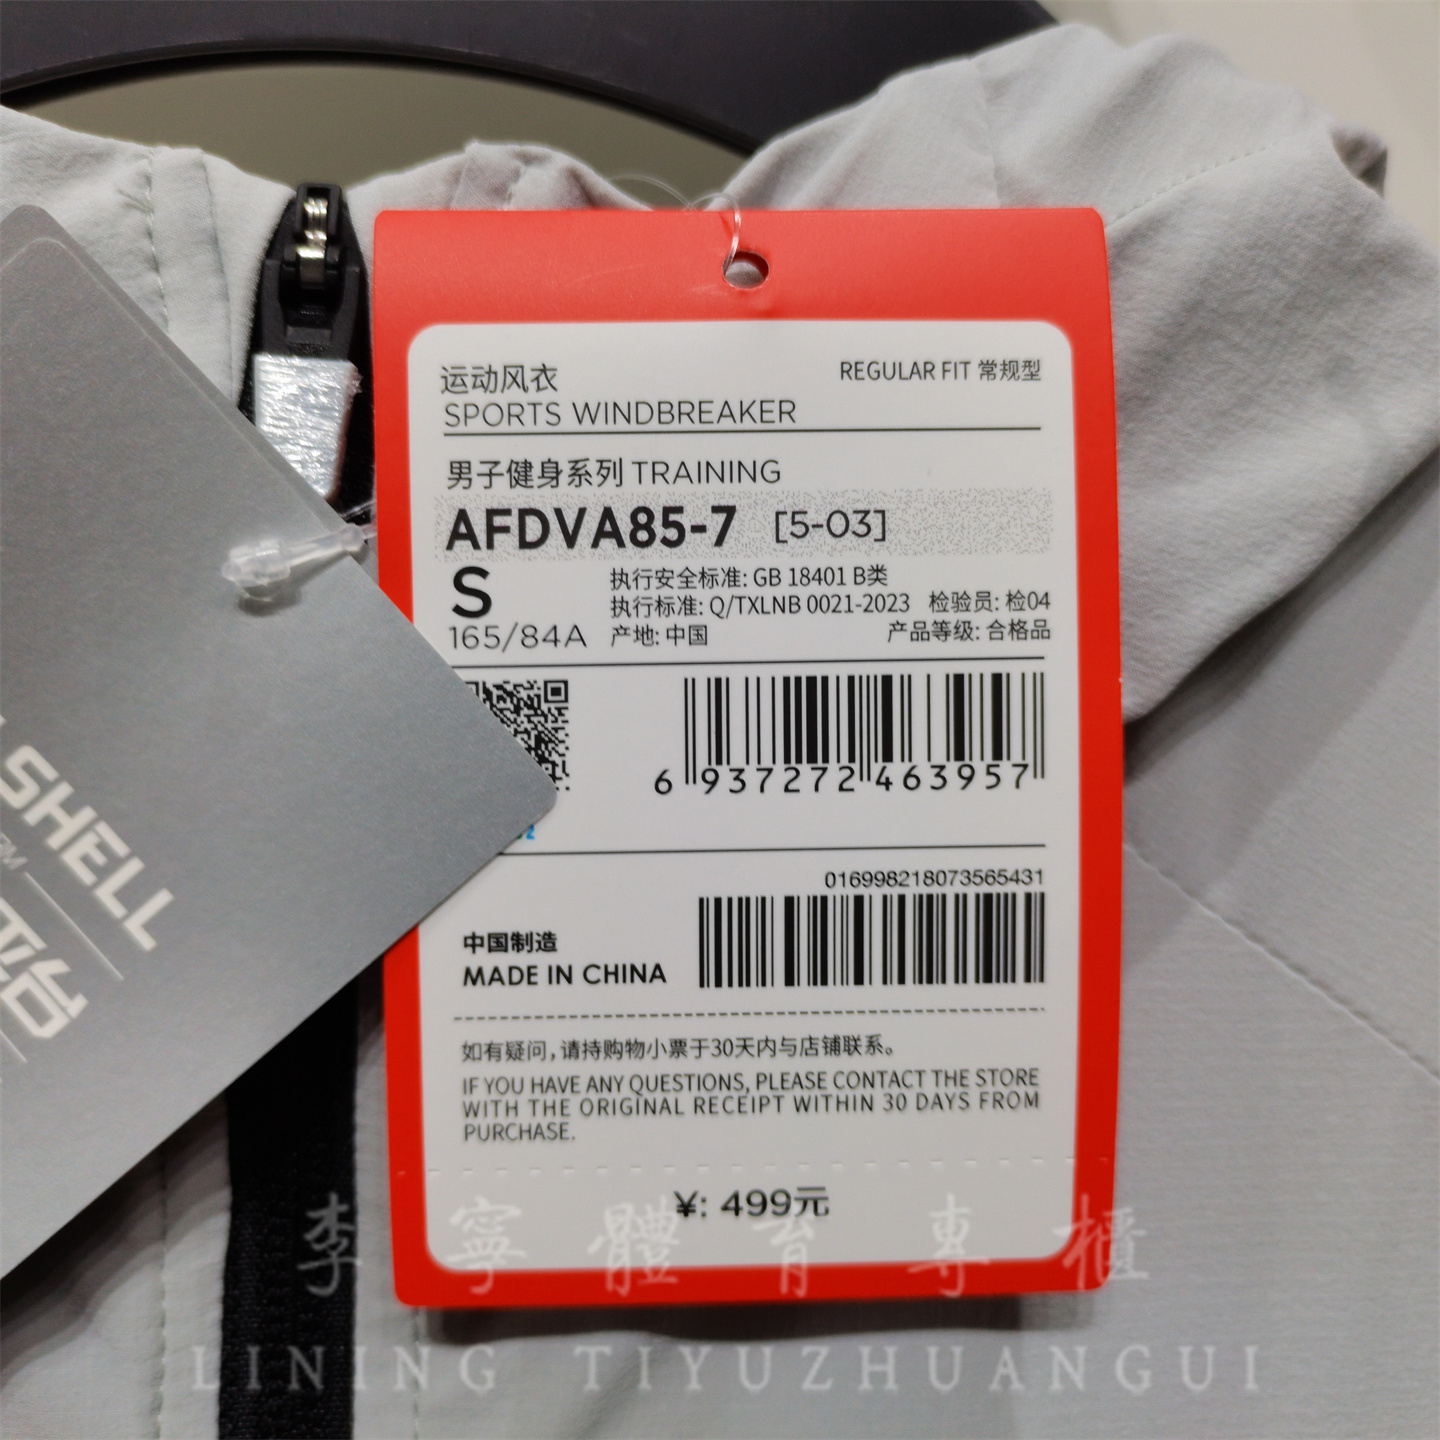 运动风衣
REGULAR FIT 常规型
SPORTS WINDBREAKER
男子健身系列 TRAINING
AFDVA85-7 [5-03]
S
165/84A
执行安全标准: GB 18401 B类
执行标准: Q/TXLNB 0021-2023 检验员: 检04
产地: 中国 产品等级: 合格品
6 937272 463957
016998218073565431
中国制造
MADE IN CHINA
如有疑问,请持购物小票于30天内与店铺联系。
IF YOU HAVE ANY QUESTIONS, PLEASE CONTACT THE STORE
WITH THE ORIGINAL RECEIPT WITHIN 30 DAYS FROM
PURCHASE.
¥: 499元
SHELL
台
李寧體育專櫃
LINING TIYUZHUANGUI